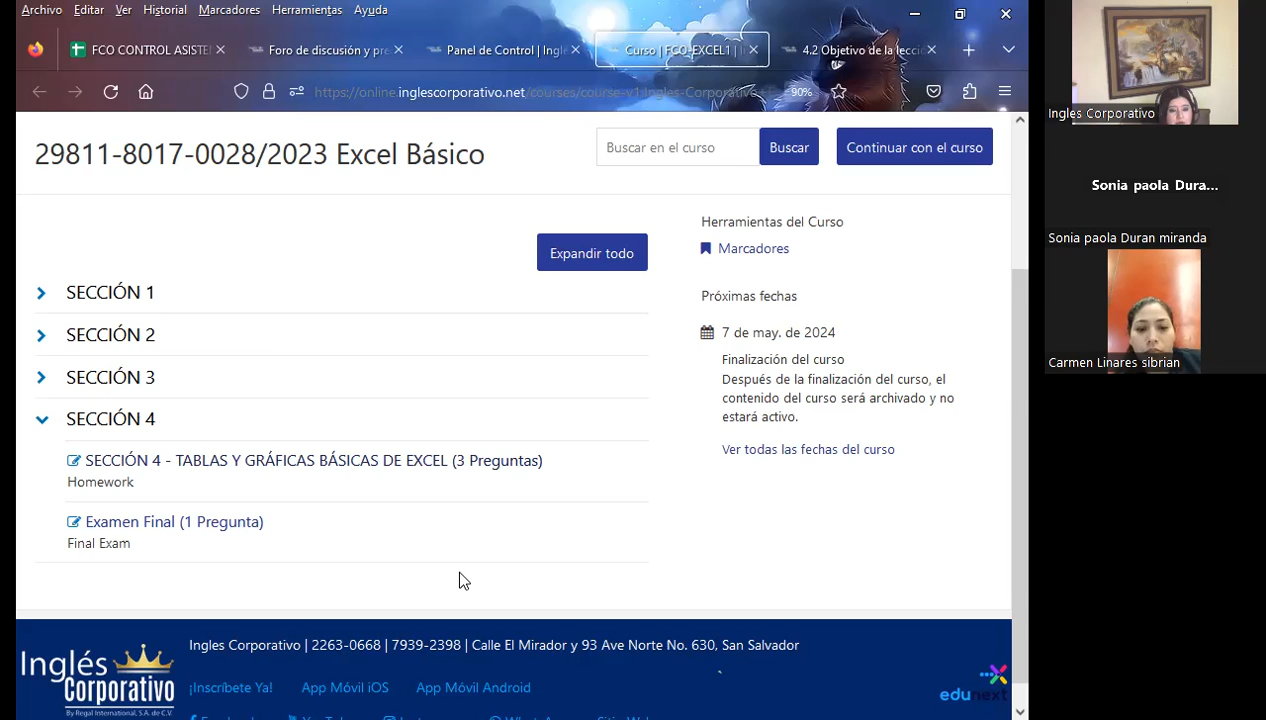 Archivo Editar Ver Historial Marcadores Herramientas Ayuda
FCO CONTROL ASISTE
Foro de discusión y pre
Panel de Control | Inglé
Curso | FCO-EXCEL1 | I
4.2 Objetivo de la lecció
https://online.inglescorporativo.net/courses/course-v1:Ingles-Corporativo+
90%
29811-8017-0028/2023 Excel Básico
Buscar en el curso
Buscar
Continuar con el curso
Expandir todo
SECCIÓN 1
SECCIÓN 2
SECCIÓN 3
SECCIÓN 4
SECCIÓN 4 - TABLAS Y GRÁFICAS BÁSICAS DE EXCEL (3 Preguntas)
Homework
Examen Final (1 Pregunta)
Final Exam
Herramientas del Curso
Marcadores
Próximas fechas
7 de may. de 2024
Finalización del curso
Después de la finalización del curso, el
contenido del curso será archivado y no
estará activo.
Ver todas las fechas del curso
Inglés
Corporativo
By Regal International, S.A. de C.V.
Ingles Corporativo | 2263-0668 | 7939-2398 | Calle El Mirador y 93 Ave Norte No. 630, San Salvador
¡Inscríbete Ya! App Móvil iOS App Móvil Android
edunext
Ingles Corporativo
Sonia paola Dura...
Sonia paola Duran miranda
Carmen Linares sibrian